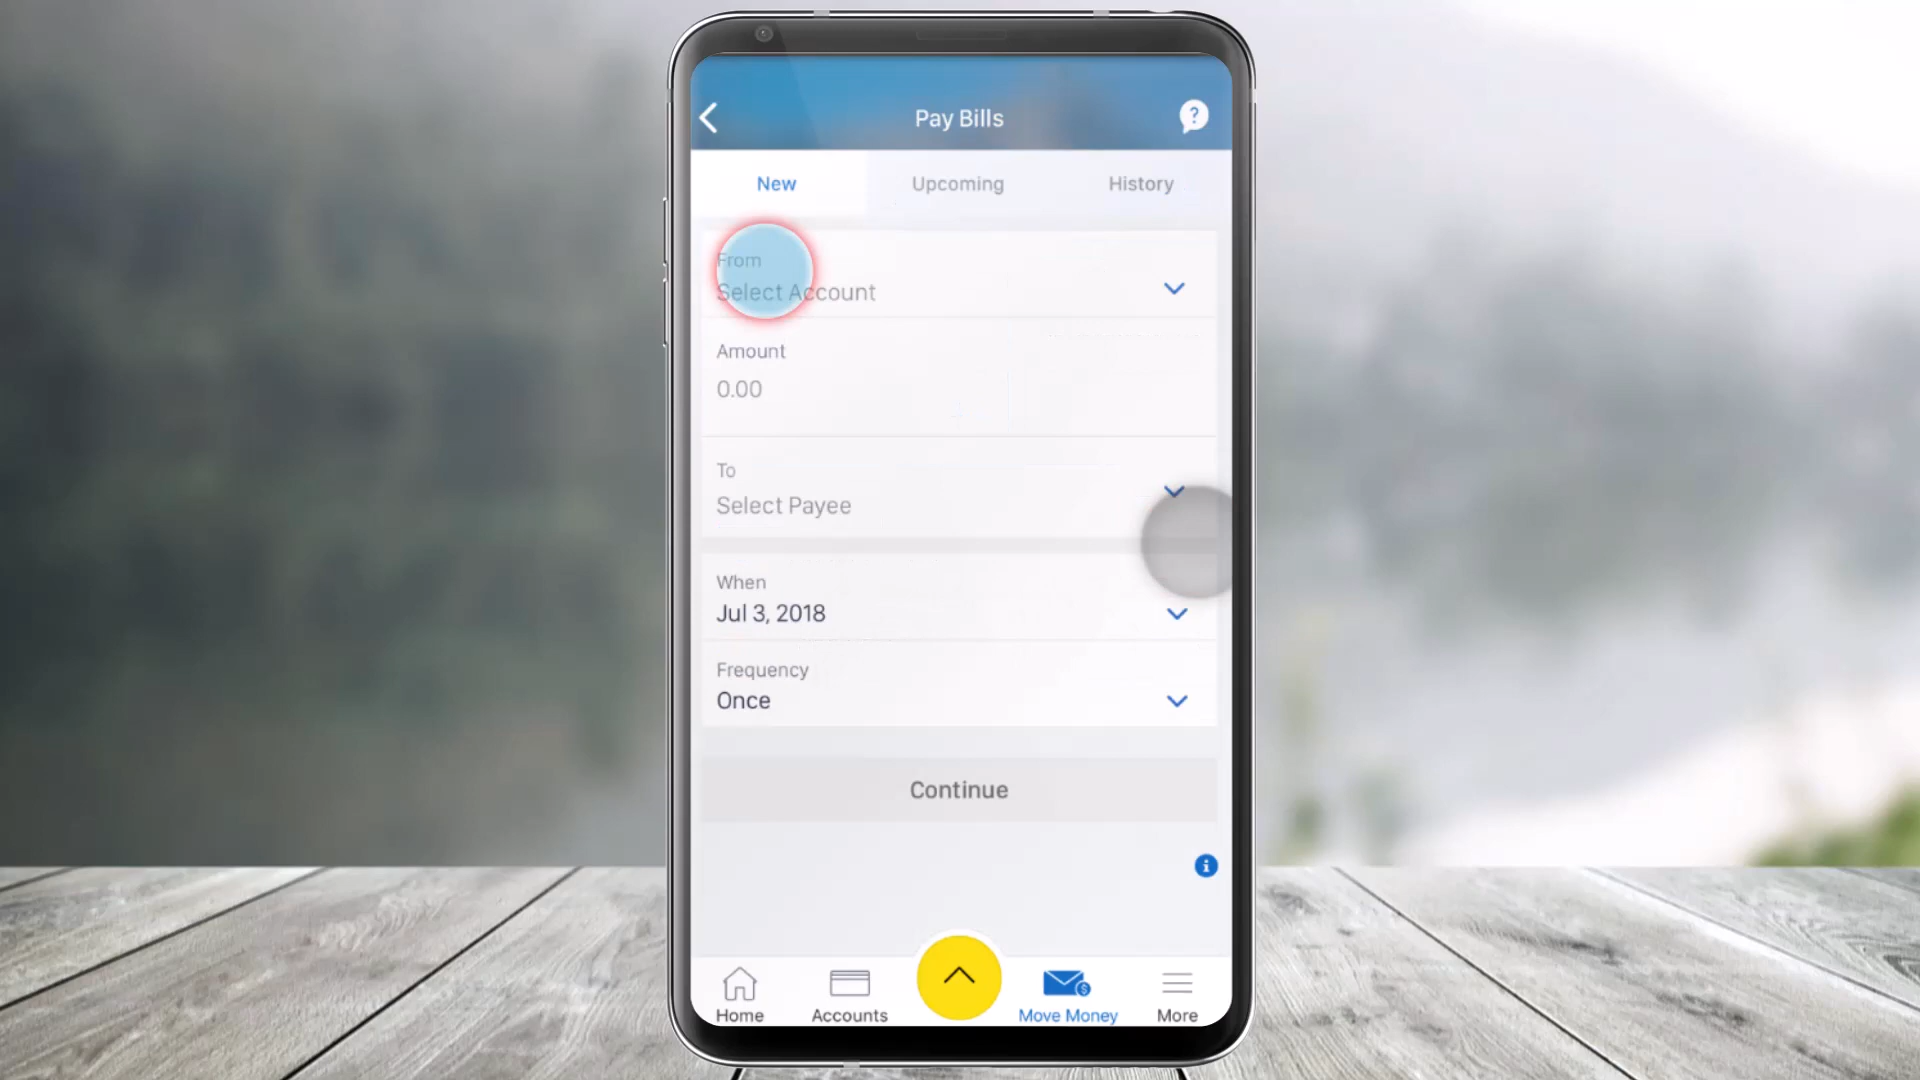 Pay Bills
?
New
Upcoming
History
From
Select Account
Amount
0.00
To
Select Payee
When
Jul 3, 2018
Frequency
Once
Continue
i
$
Home
Accounts
Move Money
More